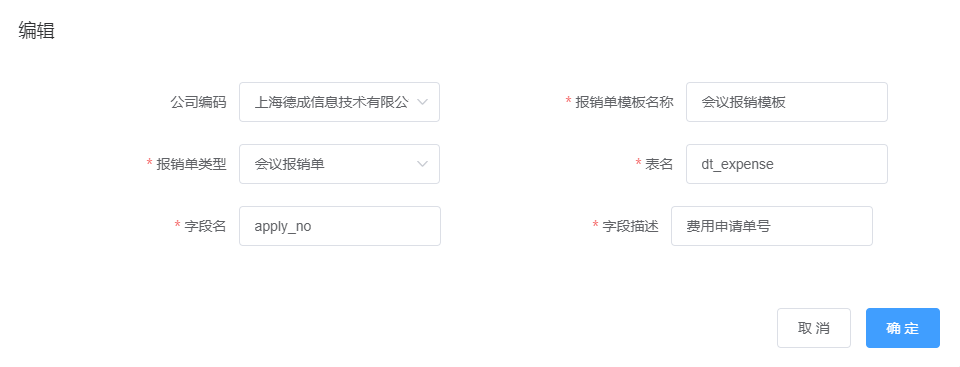 编辑
公司编码 上海德成信息技术有限公 * 报销单模板名称 会议报销模板
* 报销单类型 会议报销单 * 表名 dt_expense
* 字段名 apply_no * 字段描述 费用申请单号
取消 确定